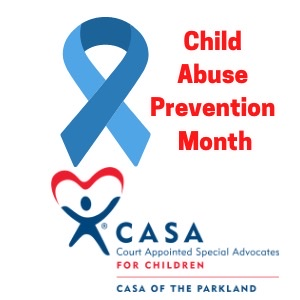 Child
Abuse
Prevention
Month
® CASA
Court Appointed Special Advocates
FOR CHILDREN
CASA OF THE PARKLAND